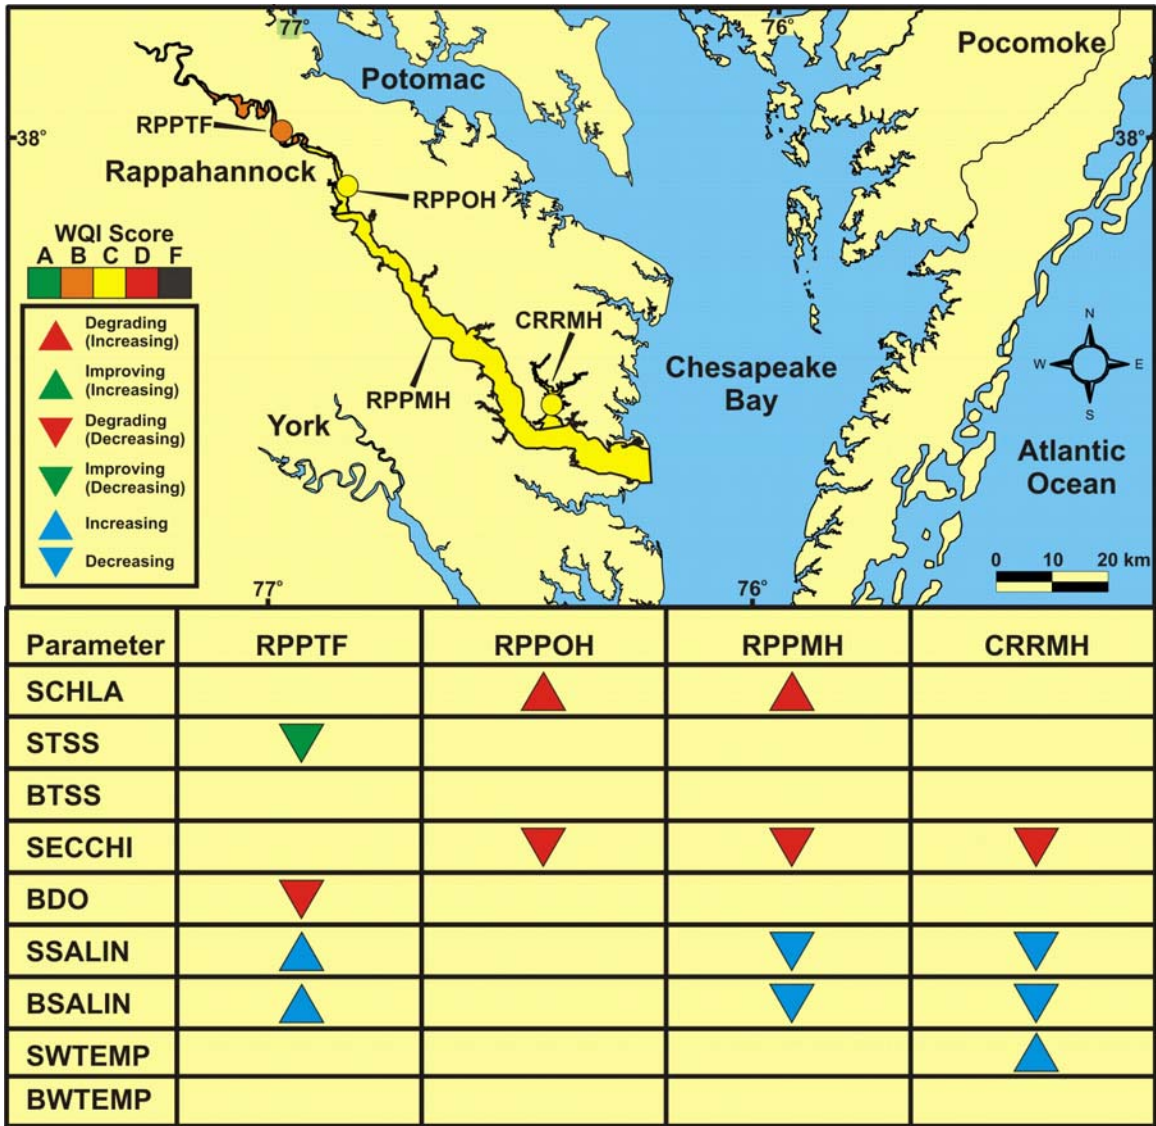 77°
76°
Pocomoke
Potomac
RPPTF
38°
38°
Rappahannock
RPPOH
WQI Score
A B C D F
Degrading
(Increasing)
Improving
(Increasing)
Degrading
(Decreasing)
Improving
(Decreasing)
Increasing
Decreasing
CRRMH
RPPMH
Chesapeake
Bay
N
W E
S
York
Atlantic
Ocean
0 10 20 km
77°
76°
Parameter RPPTF RPPOH RPPMH CRRMH
SCHLA
STSS
BTSS
SECCHI
BDO
SSALIN
BSALIN
SWTEMP
BWTEMP